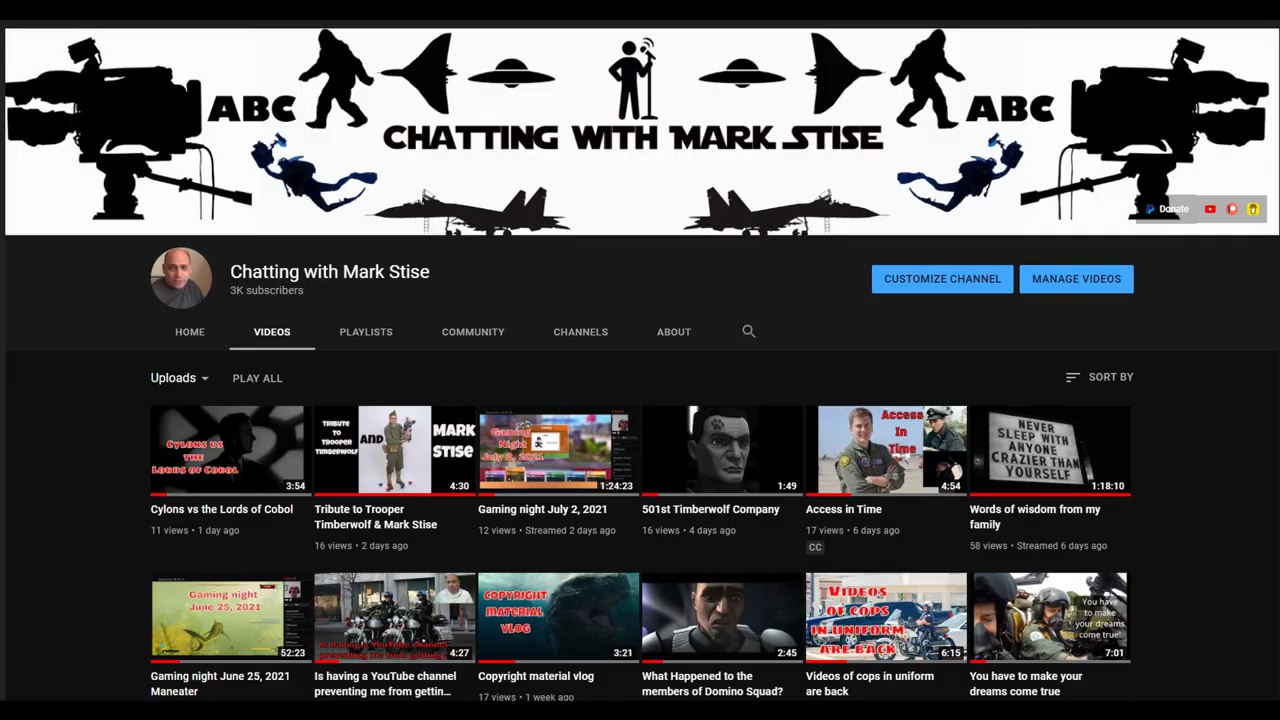 ABC
ABC
CHATTING WITH MARK STISE
Donate
Chatting with Mark Stise
3K subscribers
CUSTOMIZE CHANNEL
MANAGE VIDEOS
HOME
VIDEOS
PLAYLISTS
COMMUNITY
CHANNELS
ABOUT
Uploads
PLAY ALL
SORT BY
CYLONS VS
THE
LORDS OF COBOL
3:54
TRIBUTE
TO
TROOPER
TIMBERWOLF
AND
MARK
STISE
4:30
Gaming
Night
July 2, 2021
1:24:23
1:49
Access
In
Time
4:54
NEVER
SLEEP WITH
ANYONE
CRAZIER THAN
YOURSELF
1:18:10
Cylons vs the Lords of Cobol
11 views • 1 day ago
Tribute to Trooper
Timberwolf & Mark Stise
16 views • 2 days ago
Gaming night July 2, 2021
12 views • Streamed 2 days ago
501st Timberwolf Company
16 views • 4 days ago
Access in Time
17 views • 6 days ago
CC
Words of wisdom from my
family
58 views • Streamed 6 days ago
Gaming night
June 25, 2021
52:23
Is having a YouTube channel
preventing me from getting
4:27
COPYRIGHT
MATERIAL
VLOG
3:21
2:45
VIDEOS
OF COPS
IN UNIFORM
ARE BACK
6:15
You have
to make
your dreams
come true!
7:01
Gaming night June 25, 2021
Maneater
Is having a YouTube channel
preventing me from gettin...
Copyright material vlog
17 views • 1 week ago
What Happened to the
members of Domino Squad?
Videos of cops in uniform
are back
You have to make your
dreams come true